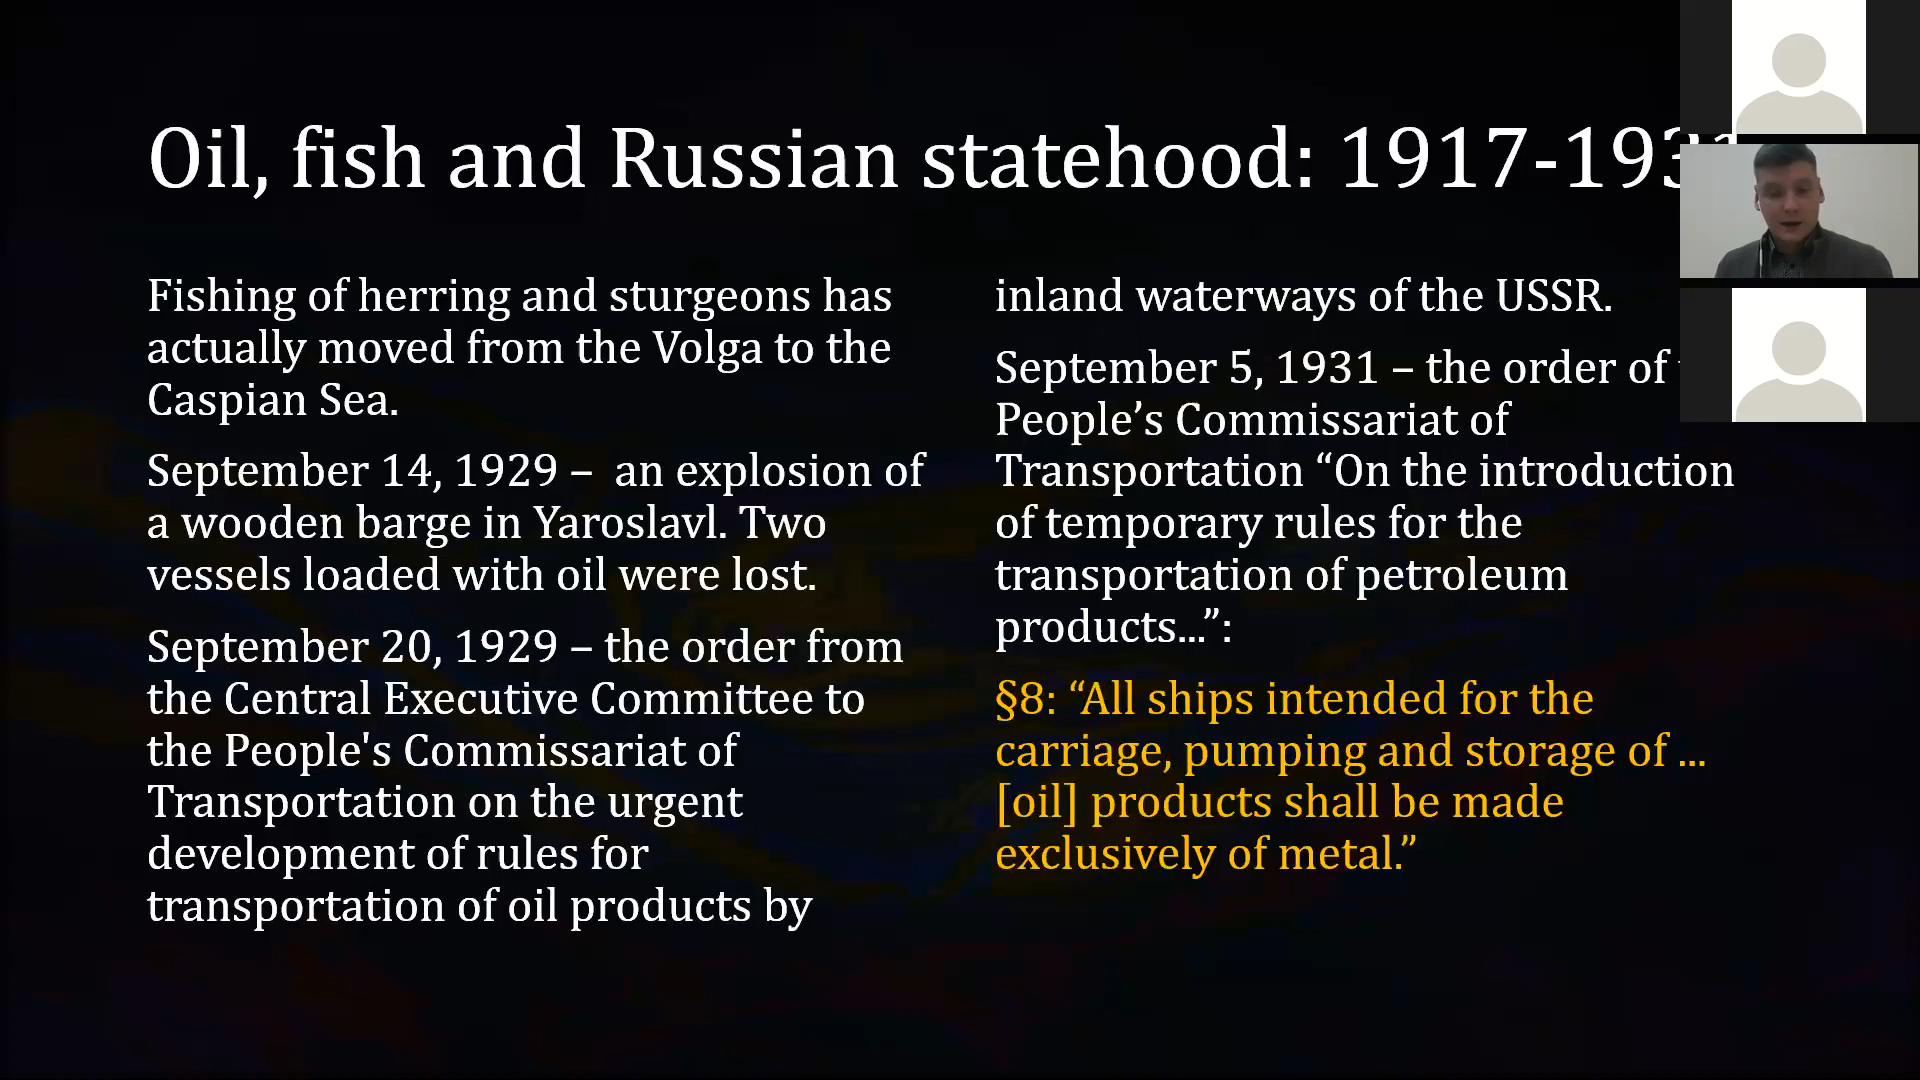 Oil, fish and Russian statehood: 1917-1931
Fishing of herring and sturgeons has
actually moved from the Volga to the
Caspian Sea.
September 14, 1929 –  an explosion of
a wooden barge in Yaroslavl. Two
vessels loaded with oil were lost.
September 20, 1929 – the order from
the Central Executive Committee to
the People's Commissariat of
Transportation on the urgent
development of rules for
transportation of oil products by
inland waterways of the USSR.
September 5, 1931 – the order of
People’s Commissariat of
Transportation “On the introduction
of temporary rules for the
transportation of petroleum
products...”:
§8: “All ships intended for the
carriage, pumping and storage of ...
[oil] products shall be made
exclusively of metal.”